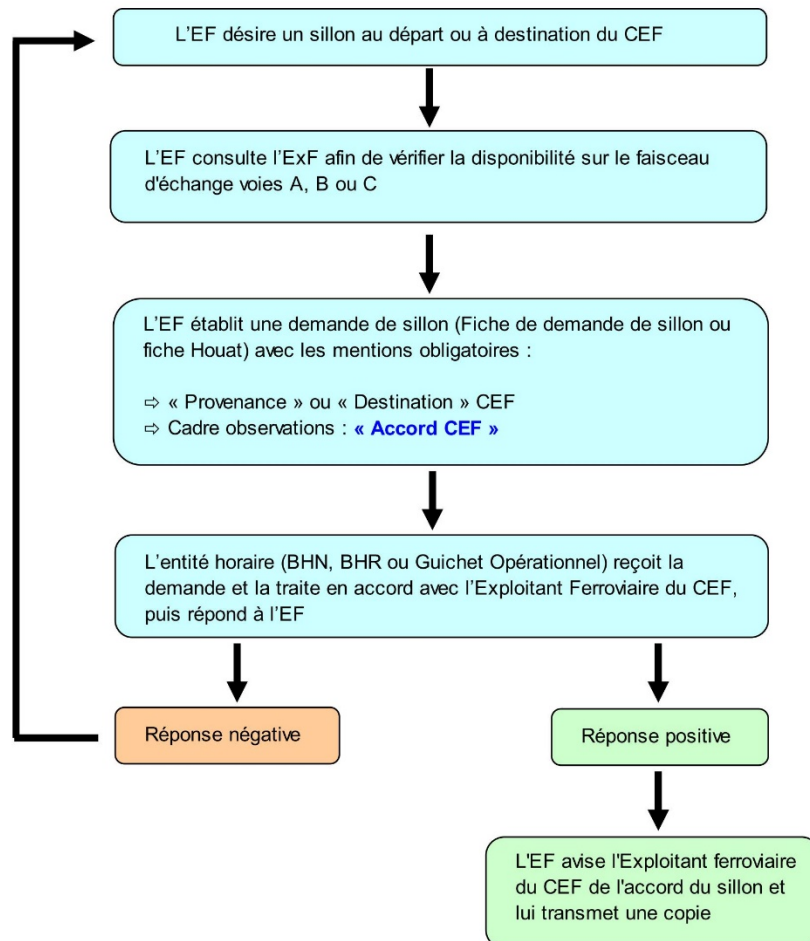 L'EF désire un sillon au départ ou à destination du CEF
L'EF consulte l'ExF afin de vérifier la disponibilité sur le faisceau
d'échange voies A, B ou C
L'EF établit une demande de sillon (Fiche de demande de sillon ou
fiche Houat) avec les mentions obligatoires :
⇨ « Provenance » ou « Destination » CEF
⇨ Cadre observations : « Accord CEF »
L'entité horaire (BHN, BHR ou Guichet Opérationnel) reçoit la
demande et la traite en accord avec l'Exploitant Ferroviaire du CEF,
puis répond à l'EF
Réponse négative
Réponse positive
L'EF avise l'Exploitant ferroviaire
du CEF de l'accord du sillon et
lui transmet une copie